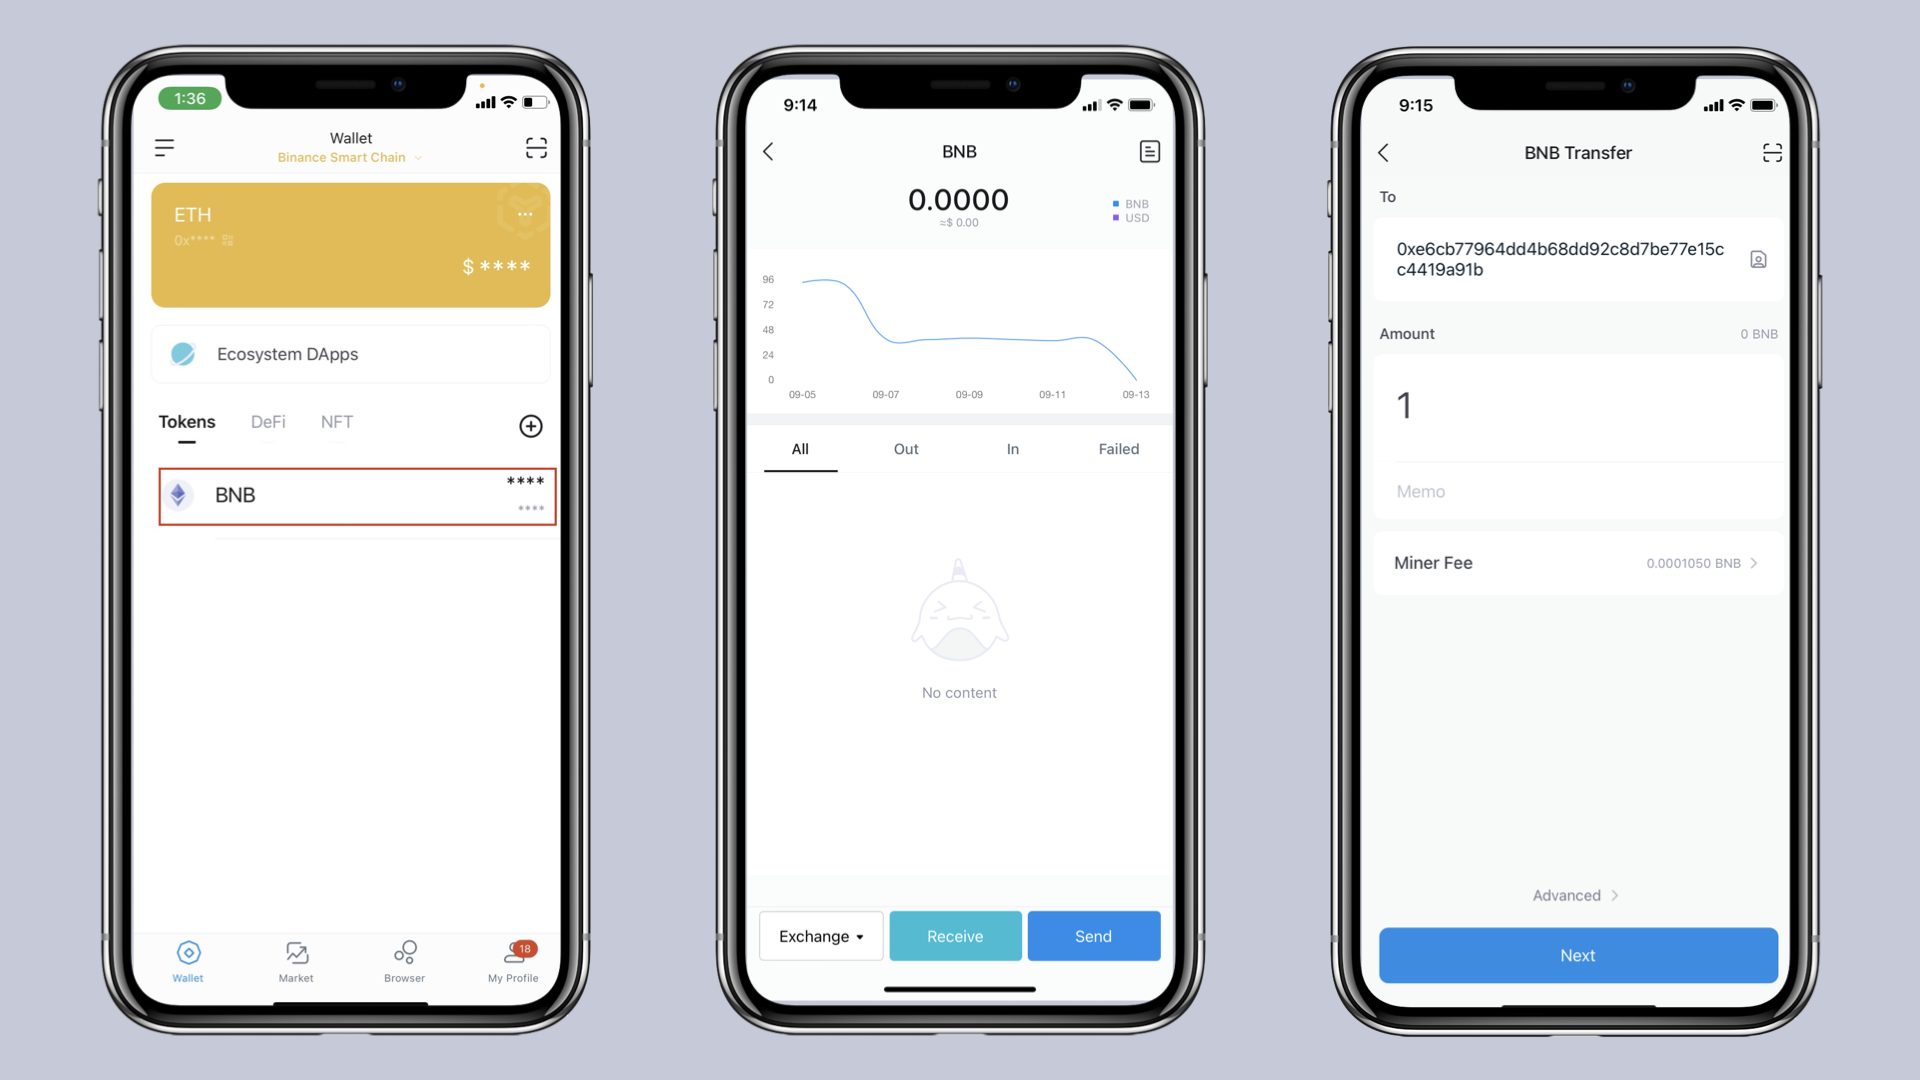 1:36
Wallet
Binance Smart Chain
ETH
0x****
$ ****
Ecosystem DApps
Tokens DeFi NFT
BNB
****
****
Wallet Market Browser My Profile
18
9:14
BNB
0.0000
≈$ 0.00
BNB
USD
96
72
48
24
0
09-05 09-07 09-09 09-11 09-13
All Out In Failed
No content
Exchange Receive Send
9:15
BNB Transfer
To
0xe6cb77964dd4b68dd92c8d7be77e15c
c4419a91b
Amount 0 BNB
1
Memo
Miner Fee 0.0001050 BNB
Advanced
Next